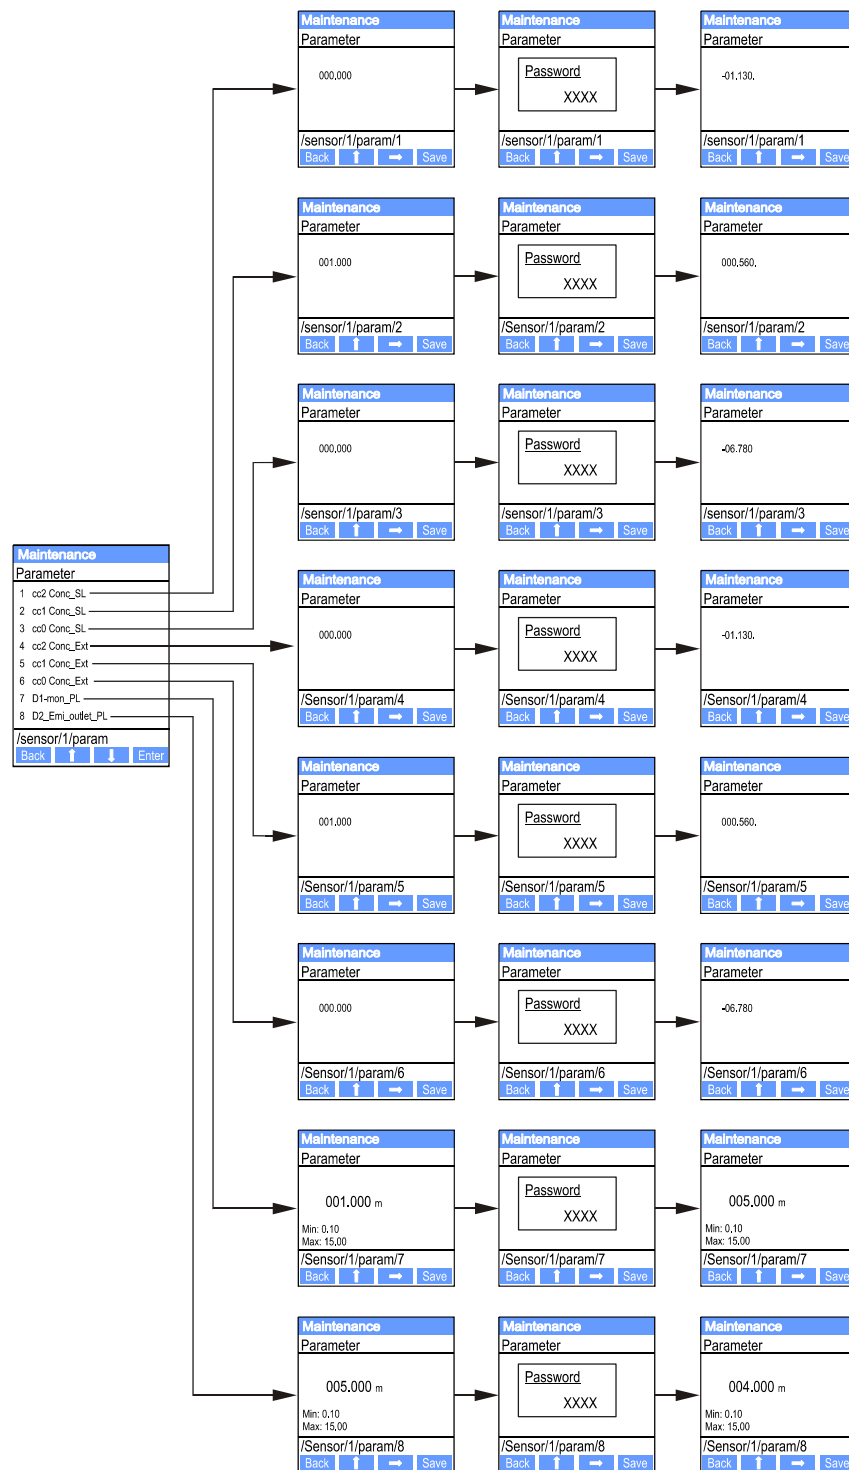 Maintenance
Parameter
000.000
/sensor/1/param/1
Back Save
Maintenance
Parameter
Password
XXXX
/sensor/1/param/1
Back Save
Maintenance
Parameter
-01.130.
/sensor/1/param/1
Back Save
Maintenance
Parameter
001.000
/sensor/1/param/2
Back Save
Maintenance
Parameter
Password
XXXX
/Sensor/1/param/2
Back Save
Maintenance
Parameter
000.560.
/sensor/1/param/2
Back Save
Maintenance
Parameter
000.000
/sensor/1/param/3
Back Save
Maintenance
Parameter
Password
XXXX
/sensor/1/param/3
Back Save
Maintenance
Parameter
-06.780
/sensor/1/param/3
Back Save
Maintenance
Parameter
1 cc2 Conc_SL
2 cc1 Conc_SL
3 cc0 Conc_SL
4 cc2 Conc_Ext
5 cc1 Conc_Ext
6 cc0 Conc_Ext
7 D1-mon_PL
8 D2_Emi_outlet_PL
/sensor/1/param
Back Enter
Maintenance
Parameter
000.000
/Sensor/1/param/4
Back Save
Maintenance
Parameter
Password
XXXX
/Sensor/1/param/4
Back Save
Maintenance
Parameter
-01.130.
/Sensor/1/param/4
Back Save
Maintenance
Parameter
001.000
/Sensor/1/param/5
Back Save
Maintenance
Parameter
Password
XXXX
/Sensor/1/param/5
Back Save
Maintenance
Parameter
000.560.
/Sensor/1/param/5
Back Save
Maintenance
Parameter
000.000
/Sensor/1/param/6
Back Save
Maintenance
Parameter
Password
XXXX
/Sensor/1/param/6
Back Save
Maintenance
Parameter
-06.780
/Sensor/1/param/6
Back Save
Maintenance
Parameter
001.000 m
Min: 0.10
Max: 15.00
/Sensor/1/param/7
Back Save
Maintenance
Parameter
Password
XXXX
/Sensor/1/param/7
Back Save
Maintenance
Parameter
005.000 m
Min: 0.10
Max: 15.00
/Sensor/1/param/7
Back Save
Maintenance
Parameter
005.000 m
Min: 0.10
Max: 15.00
/Sensor/1/param/8
Back Save
Maintenance
Parameter
Password
XXXX
/Sensor/1/param/8
Back Save
Maintenance
Parameter
004.000 m
Min: 0.10
Max: 15.00
/Sensor/1/param/8
Back Save